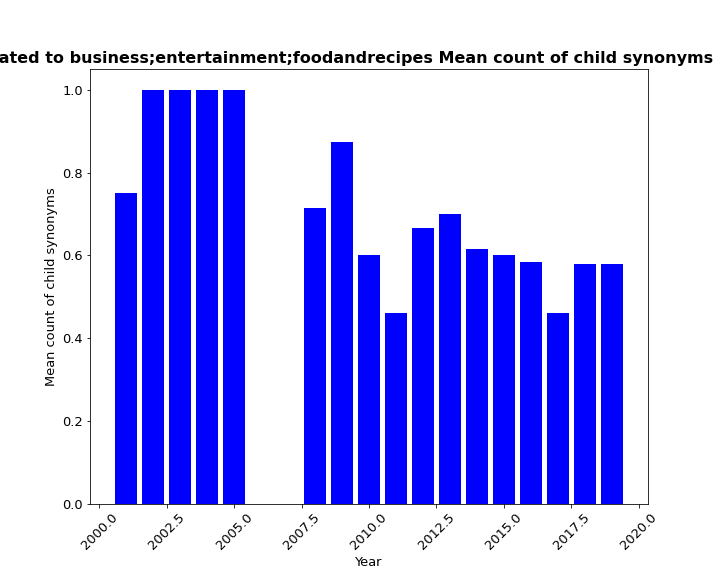 ated to business;entertainment;foodandrecipes Mean count of child synonyms
Mean count of child synonyms
1.0
0.8
0.6
0.4
0.2
0.0
2000.0 2002.5 2005.0 2007.5 2010.0 2012.5 2015.0 2017.5 2020.0
Year